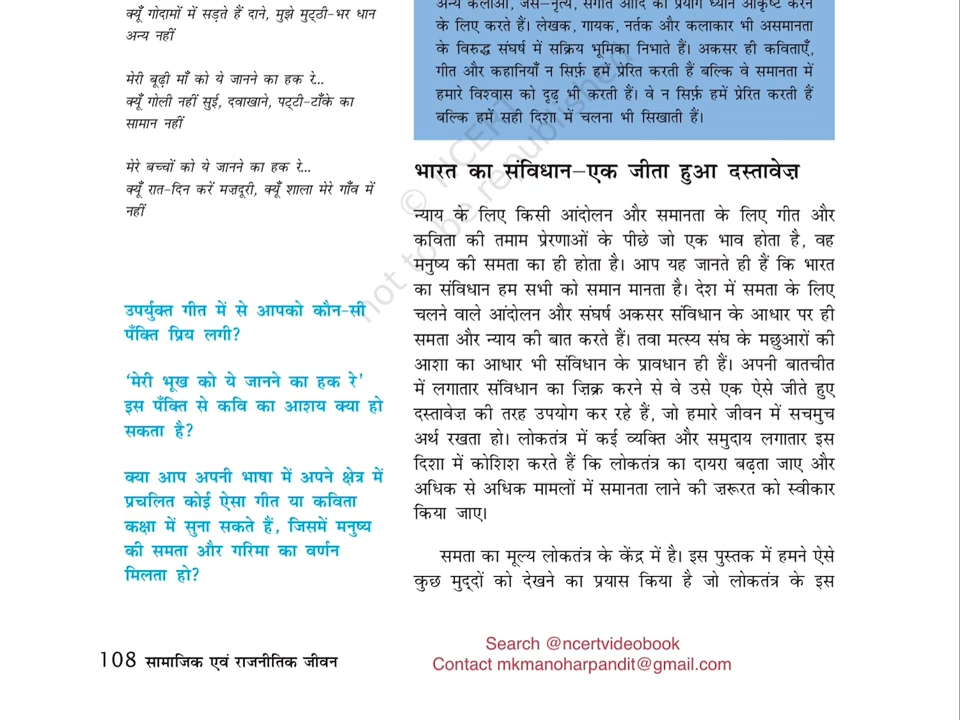 क्यूँ गोदामों में सड़ते हैं दाने, मुझे मुट्ठी-भर धान
अन्य नहीं
मेरी बूढ़ी माँ को ये जानने का हक रे...
क्यूँ गोली नहीं सुई, दवाखाने, पट्टी-टाँके का
सामान नहीं
मेरे बच्चों को ये जानने का हक रे...
क्यूँ रात-दिन करें मज़दूरी, क्यूँ शाला मेरे गाँव में
नहीं
उपर्युक्त गीत में से आपको कौन-सी
पँक्ति प्रिय लगी?
‘मेरी भूख को ये जानने का हक रे’
इस पँक्ति से कवि का आशय क्या हो
सकता है?
क्या आप अपनी भाषा में अपने क्षेत्र में
प्रचलित कोई ऐसा गीत या कविता
कक्षा में सुना सकते हैं, जिसमें मनुष्य
की समता और गरिमा का वर्णन
मिलता हो?
अन्य कलाओं, जैसे–नृत्य, संगीत आदि का प्रयोग ध्यान आकृष्ट करने
के लिए करते हैं। लेखक, गायक, नर्तक और कलाकार भी असमानता
के विरुद्ध संघर्ष में सक्रिय भूमिका निभाते हैं। अकसर ही कविताएँ,
गीत और कहानियाँ न सिर्फ़ हमें प्रेरित करती हैं बल्कि वे समानता में
हमारे विश्वास को दृढ़ भी करती हैं। वे न सिर्फ़ हमें प्रेरित करती हैं
बल्कि हमें सही दिशा में चलना भी सिखाती हैं।
भारत का संविधान–एक जीता हुआ दस्तावेज़
न्याय के लिए किसी आंदोलन और समानता के लिए गीत और
कविता की तमाम प्रेरणाओं के पीछे जो एक भाव होता है, वह
मनुष्य की समता का ही होता है। आप यह जानते ही हैं कि भारत
का संविधान हम सभी को समान मानता है। देश में समता के लिए
चलने वाले आंदोलन और संघर्ष अकसर संविधान के आधार पर ही
समता और न्याय की बात करते हैं। तवा मत्स्य संघ के मछुआरों की
आशा का आधार भी संविधान के प्रावधान ही हैं। अपनी बातचीत
में लगातार संविधान का ज़िक्र करने से वे उसे एक ऐसे जीते हुए
दस्तावेज़ की तरह उपयोग कर रहे हैं, जो हमारे जीवन में सचमुच
अर्थ रखता हो। लोकतंत्र में कई व्यक्ति और समुदाय लगातार इस
दिशा में कोशिश करते हैं कि लोकतंत्र का दायरा बढ़ता जाए और
अधिक से अधिक मामलों में समानता लाने की ज़रूरत को स्वीकार
किया जाए।
समता का मूल्य लोकतंत्र के केंद्र में है। इस पुस्तक में हमने ऐसे
कुछ मुद्दों को देखने का प्रयास किया है जो लोकतंत्र के इस
© NCERT
not to be republished
108 सामाजिक एवं राजनीतिक जीवन
Search @ncertvideobook
Contact mkmanoharpandit@gmail.com